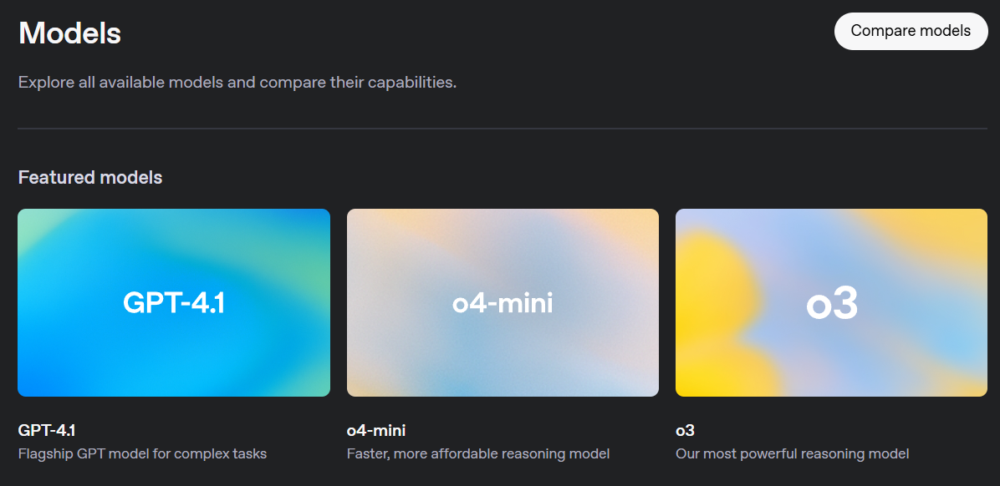 Models
Compare models
Explore all available models and compare their capabilities.
Featured models
GPT-4.1
o4-mini
o3
GPT-4.1
Flagship GPT model for complex tasks
o4-mini
Faster, more affordable reasoning model
o3
Our most powerful reasoning model